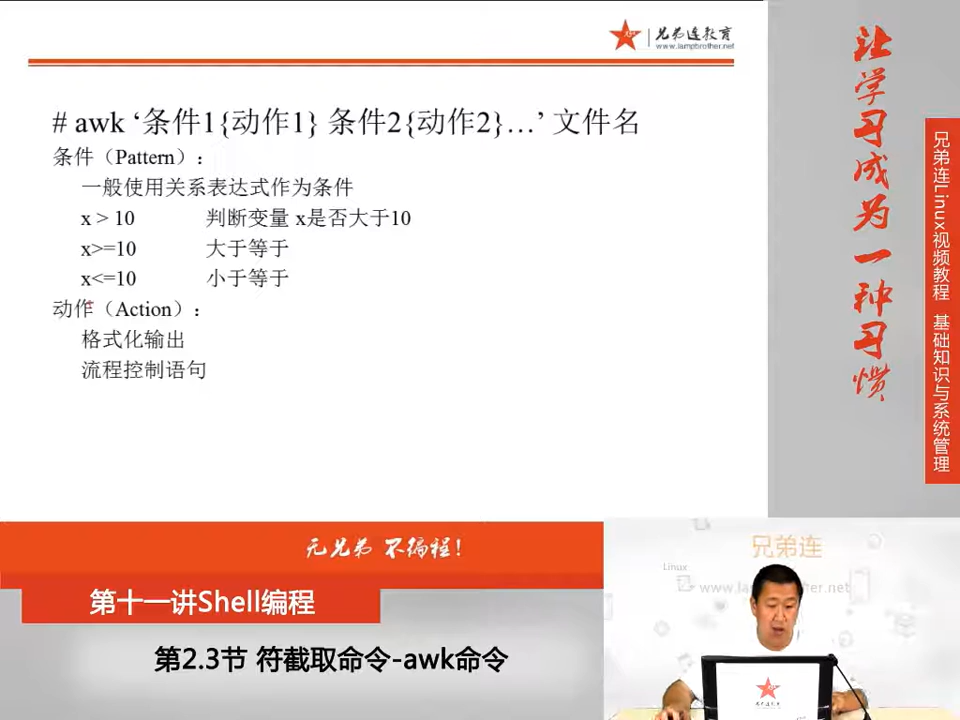 兄弟连教育
www.lampbrother.net
# awk ‘条件1{动作1} 条件2{动作2}…’ 文件名
条件（Pattern）：
一般使用关系表达式作为条件
x > 10 判断变量 x是否大于10
x>=10 大于等于
x<=10 小于等于
动作（Action）：
格式化输出
流程控制语句
让学习成为一种习惯
兄弟连Linux视频教程 基础知识与系统管理
无兄弟 不编程！
第十一讲Shell编程
第2.3节 符截取命令-awk命令
兄弟连
Linux